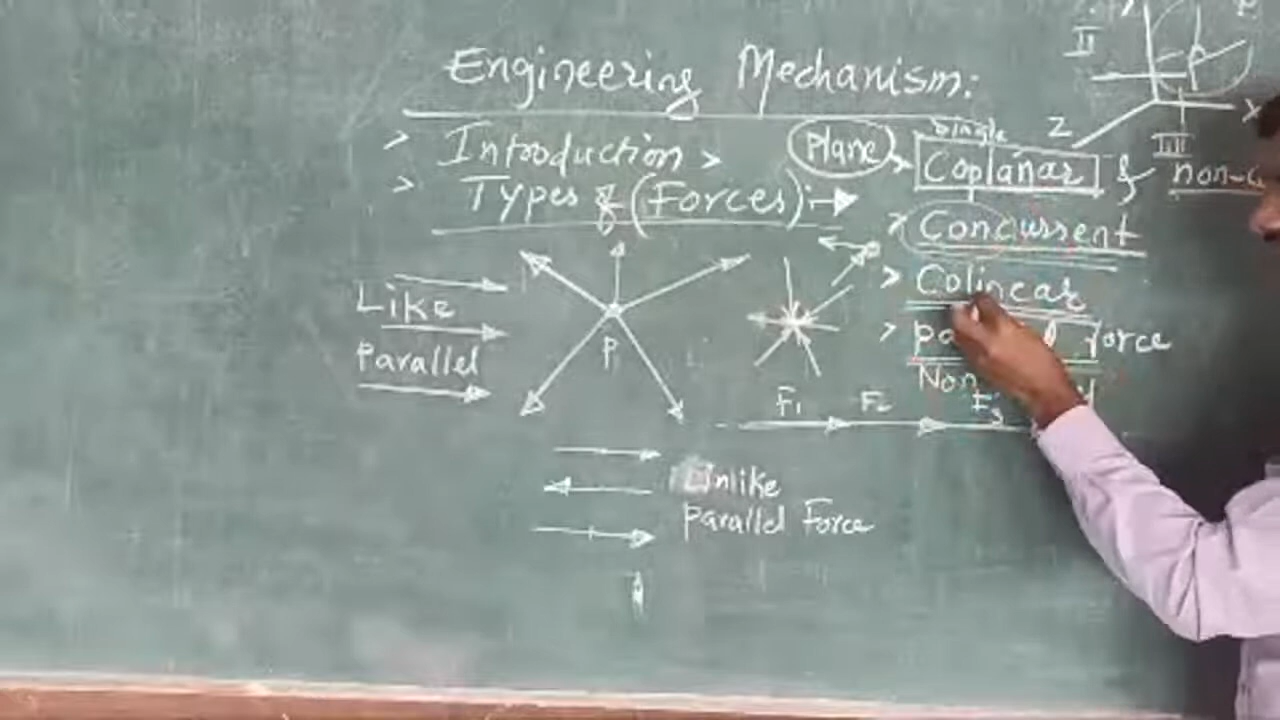 Engineering Mechanism:
> Introduction >
> Types of (Forces):→
Plane > Single
Coplanar & non-c
> Concurrent
> Colinear
> force
Non
Like
Parallel
P
F1 F2 F3
Unlike
Parallel Force
II
Z
X
III